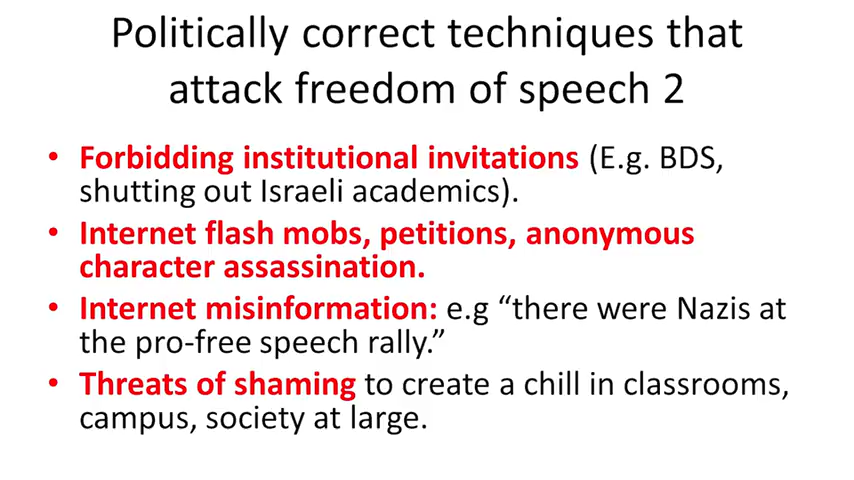 Politically correct techniques that
attack freedom of speech 2
• Forbidding institutional invitations (E.g. BDS,
shutting out Israeli academics).
• Internet flash mobs, petitions, anonymous
character assassination.
• Internet misinformation: e.g “there were Nazis at
the pro-free speech rally.”
• Threats of shaming to create a chill in classrooms,
campus, society at large.